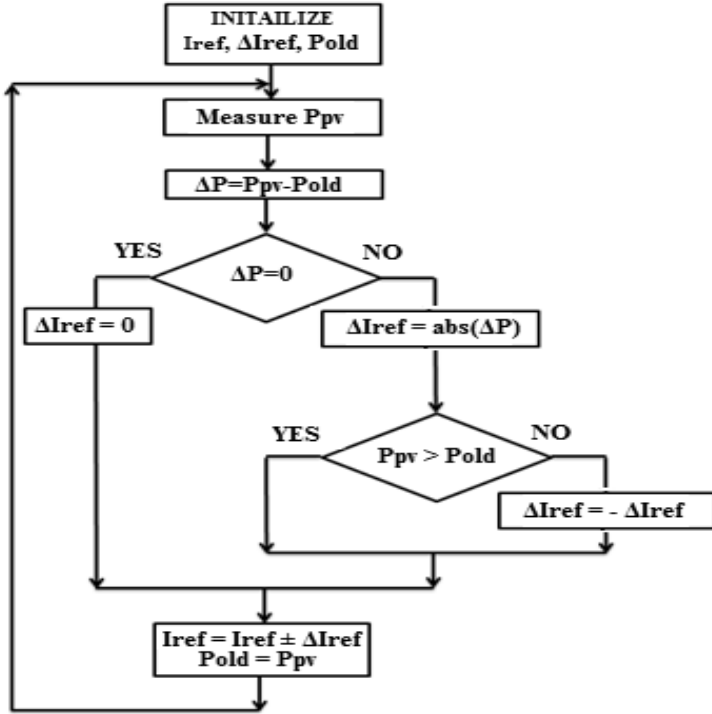 INITAILIZE
Iref, ΔIref, Pold
Measure Ppv
ΔP=Ppv-Pold
YES
NO
ΔP=0
ΔIref = 0
ΔIref = abs(ΔP)
YES
NO
Ppv > Pold
ΔIref = - ΔIref
Iref = Iref ± ΔIref
Pold = Ppv